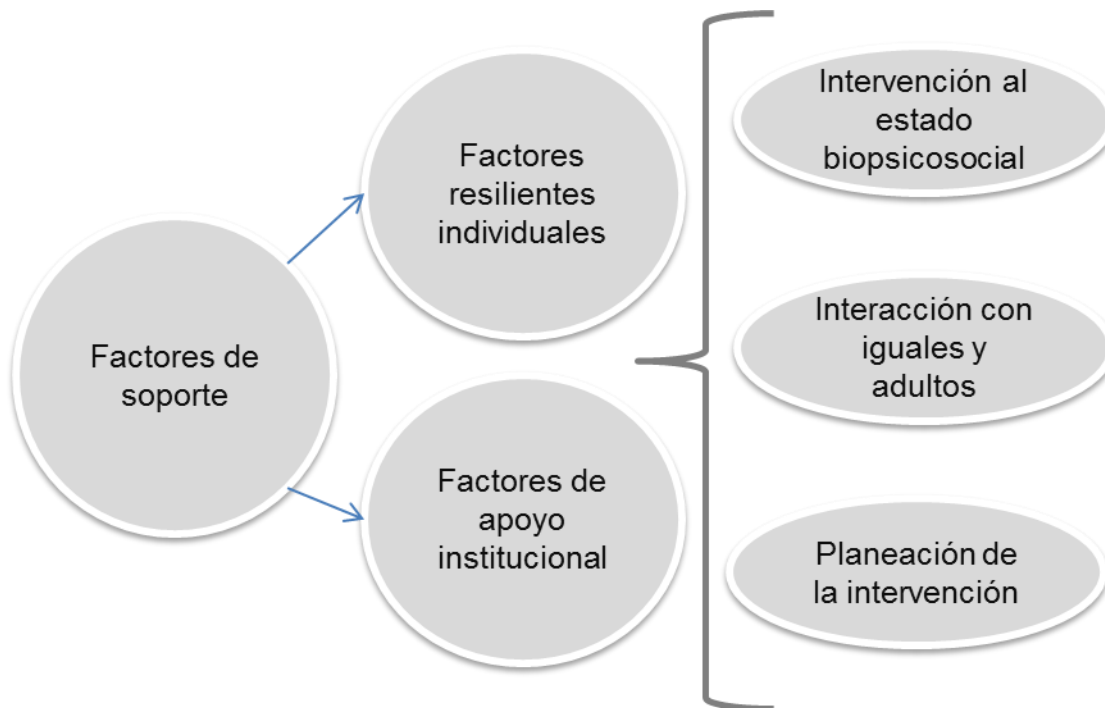 Factores de
soporte
Factores
resilientes
individuales
Factores de
apoyo
institucional
Intervención al
estado
biopsicosocial
Interacción con
iguales y
adultos
Planeación de
la intervención